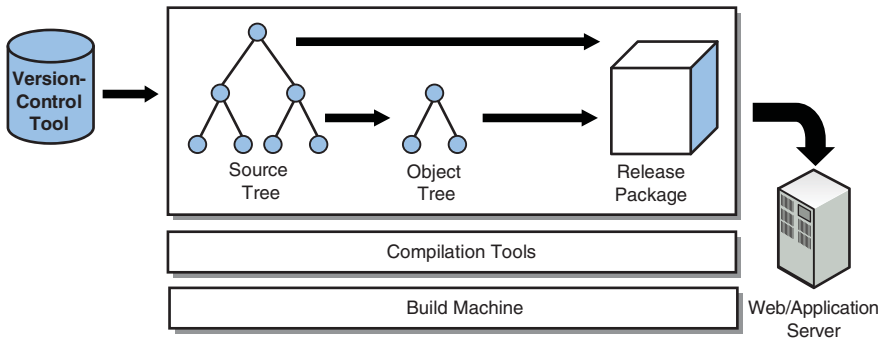 Version-
Control
Tool
Source
Tree
Object
Tree
Release
Package
Compilation Tools
Build Machine
Web/Application
Server